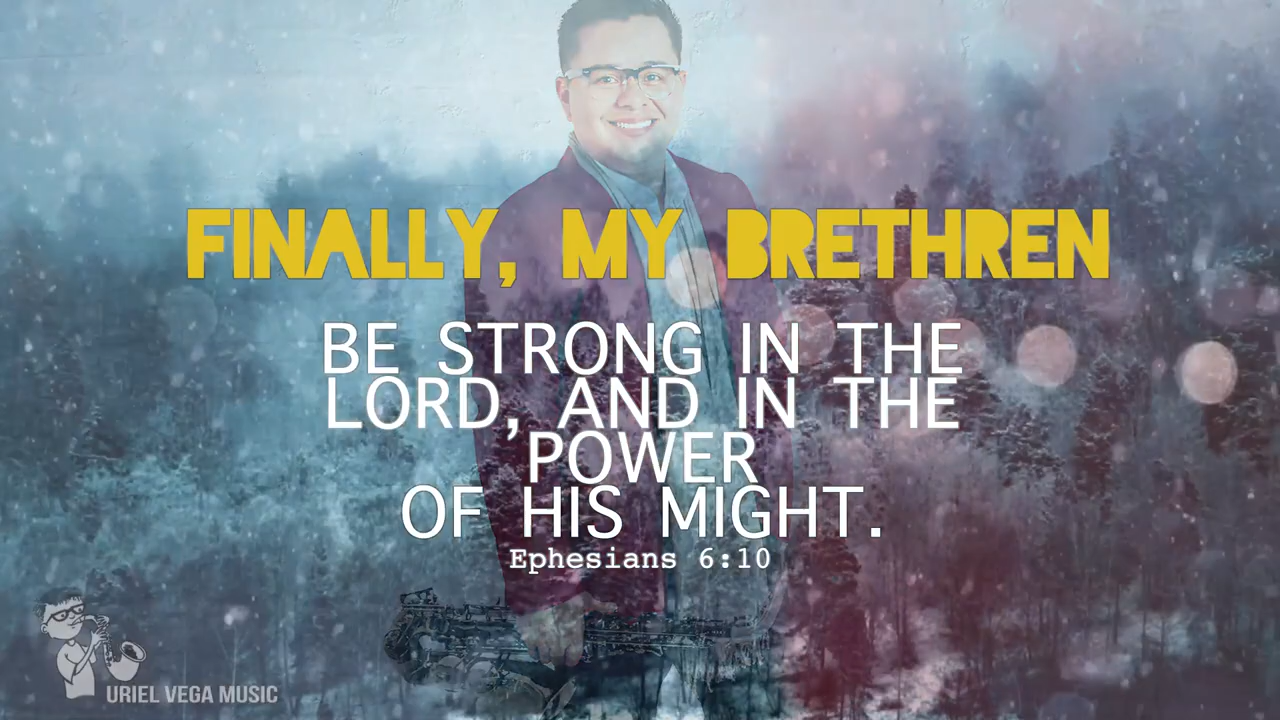 FINALLY, MY BRETHREN
BE STRONG IN THE
LORD, AND IN THE
POWER
OF HIS MIGHT.
Ephesians 6:10
URIEL VEGA MUSIC